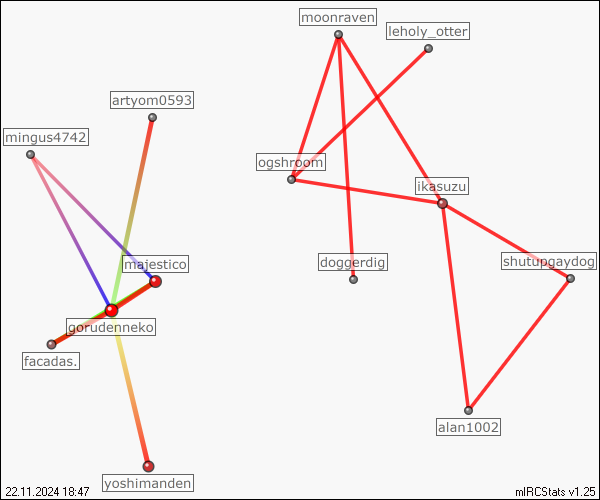 moonraven
leholy_otter
artyom0593
mingus4742
ogshroom
ikasuzu
majestico
doggerdig
shutupgaydog
gorudenneko
facadas.
alan1002
yoshimanden
22.11.2024 18:47
mIRCStats v1.25